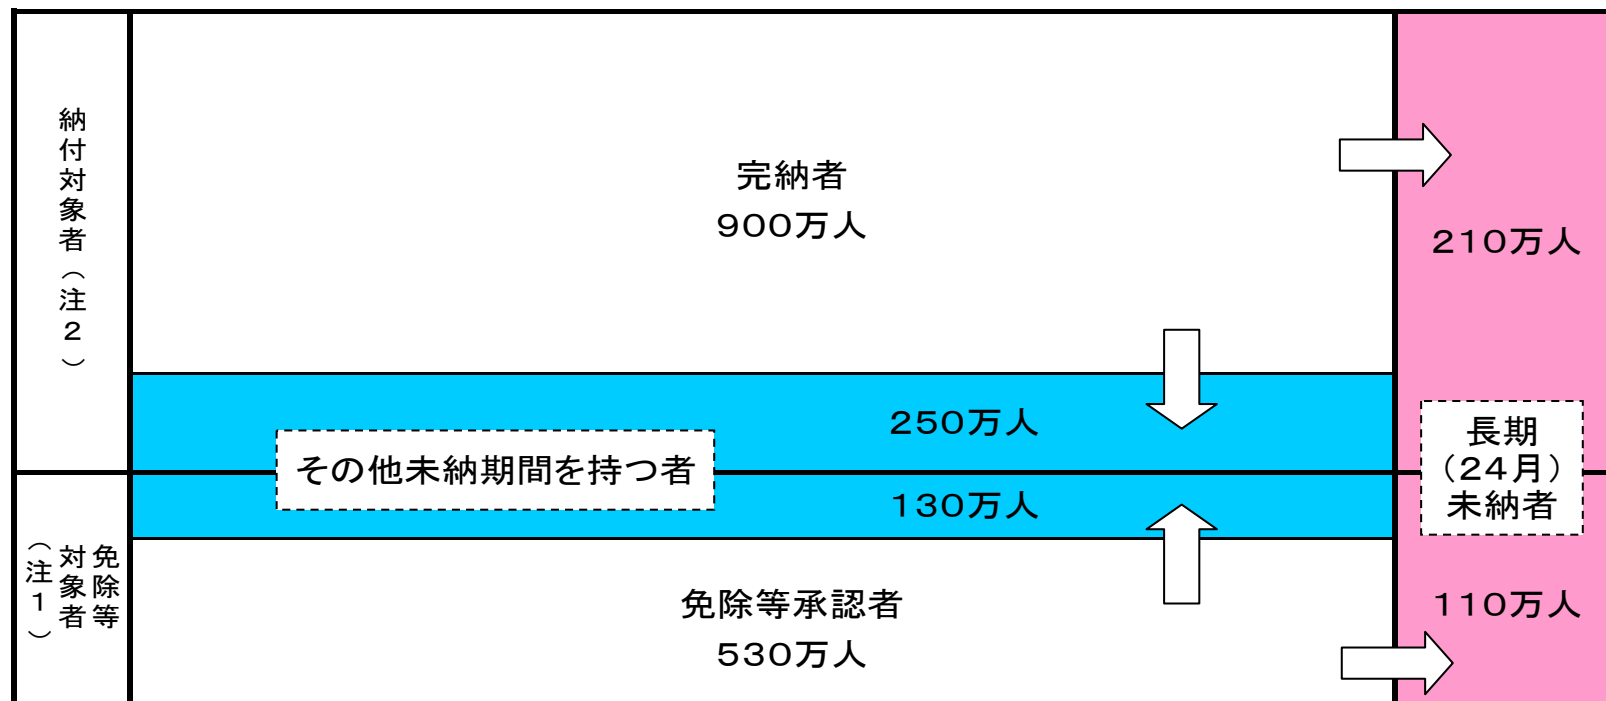 納付対象者（注２）
完納者
９００万人
２１０万人
２５０万人
その他未納期間を持つ者
１３０万人
長期
（２４月）
未納者
免除等
対象者
（注１）
免除等承認者
５３０万人
１１０万人